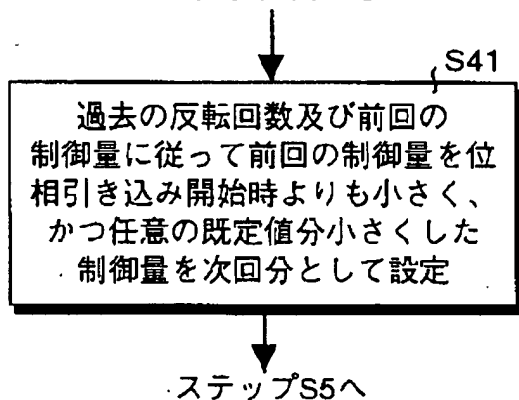 S41
過去の反転回数及び前回の
制御量に従って前回の制御量を位
相引き込み開始時よりも小さく、
かつ任意の既定値分小さくした
制御量を次回分として設定
ステップS5へ